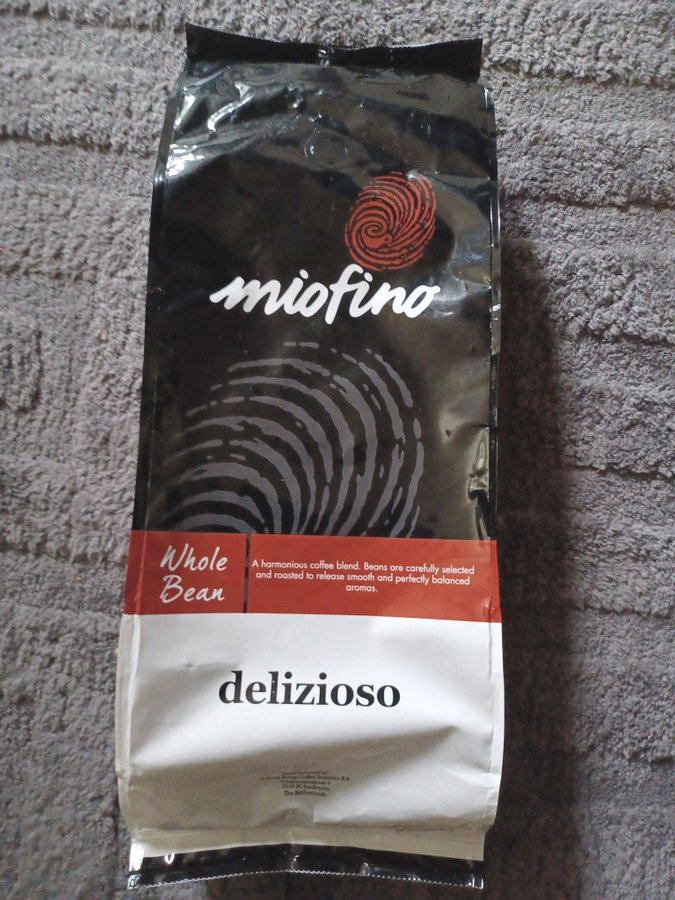 miofino
Whole
Bean
A harmonious coffee blend. Beans are carefully selected
and roasted to release smooth and perfectly balanced
aromas.
delizioso
The Netherlands